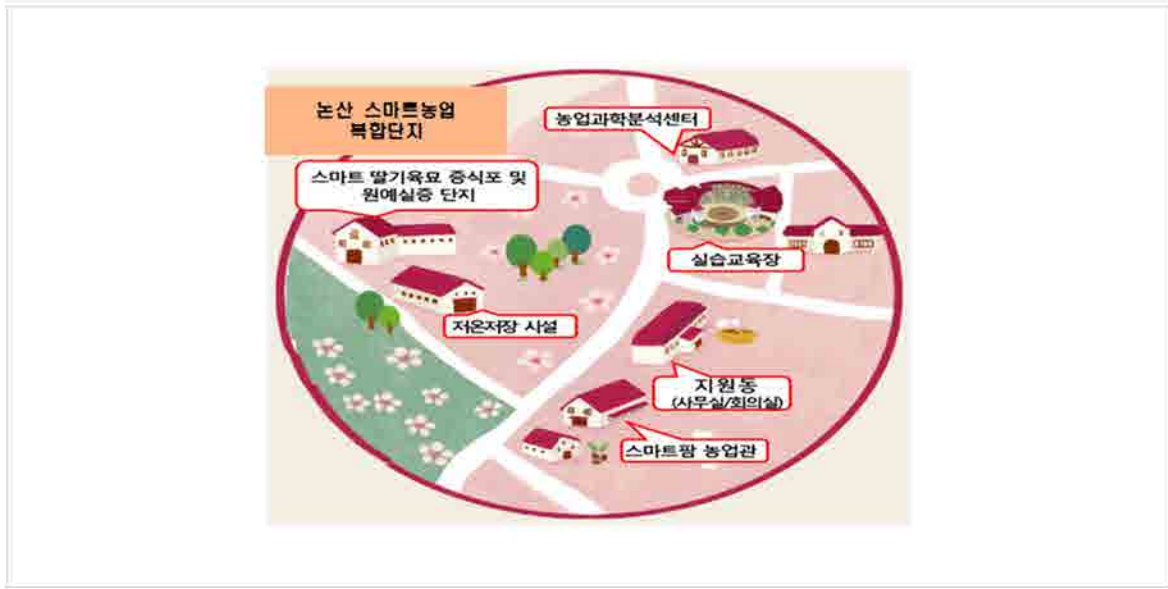 논산 스마트농업
복합단지
농업과학분석센터
스마트 딸기육묘 증식포 및
원예실증 단지
실습교육장
저온저장 시설
지원동
(사무실/회의실)
스마트팜 농업관